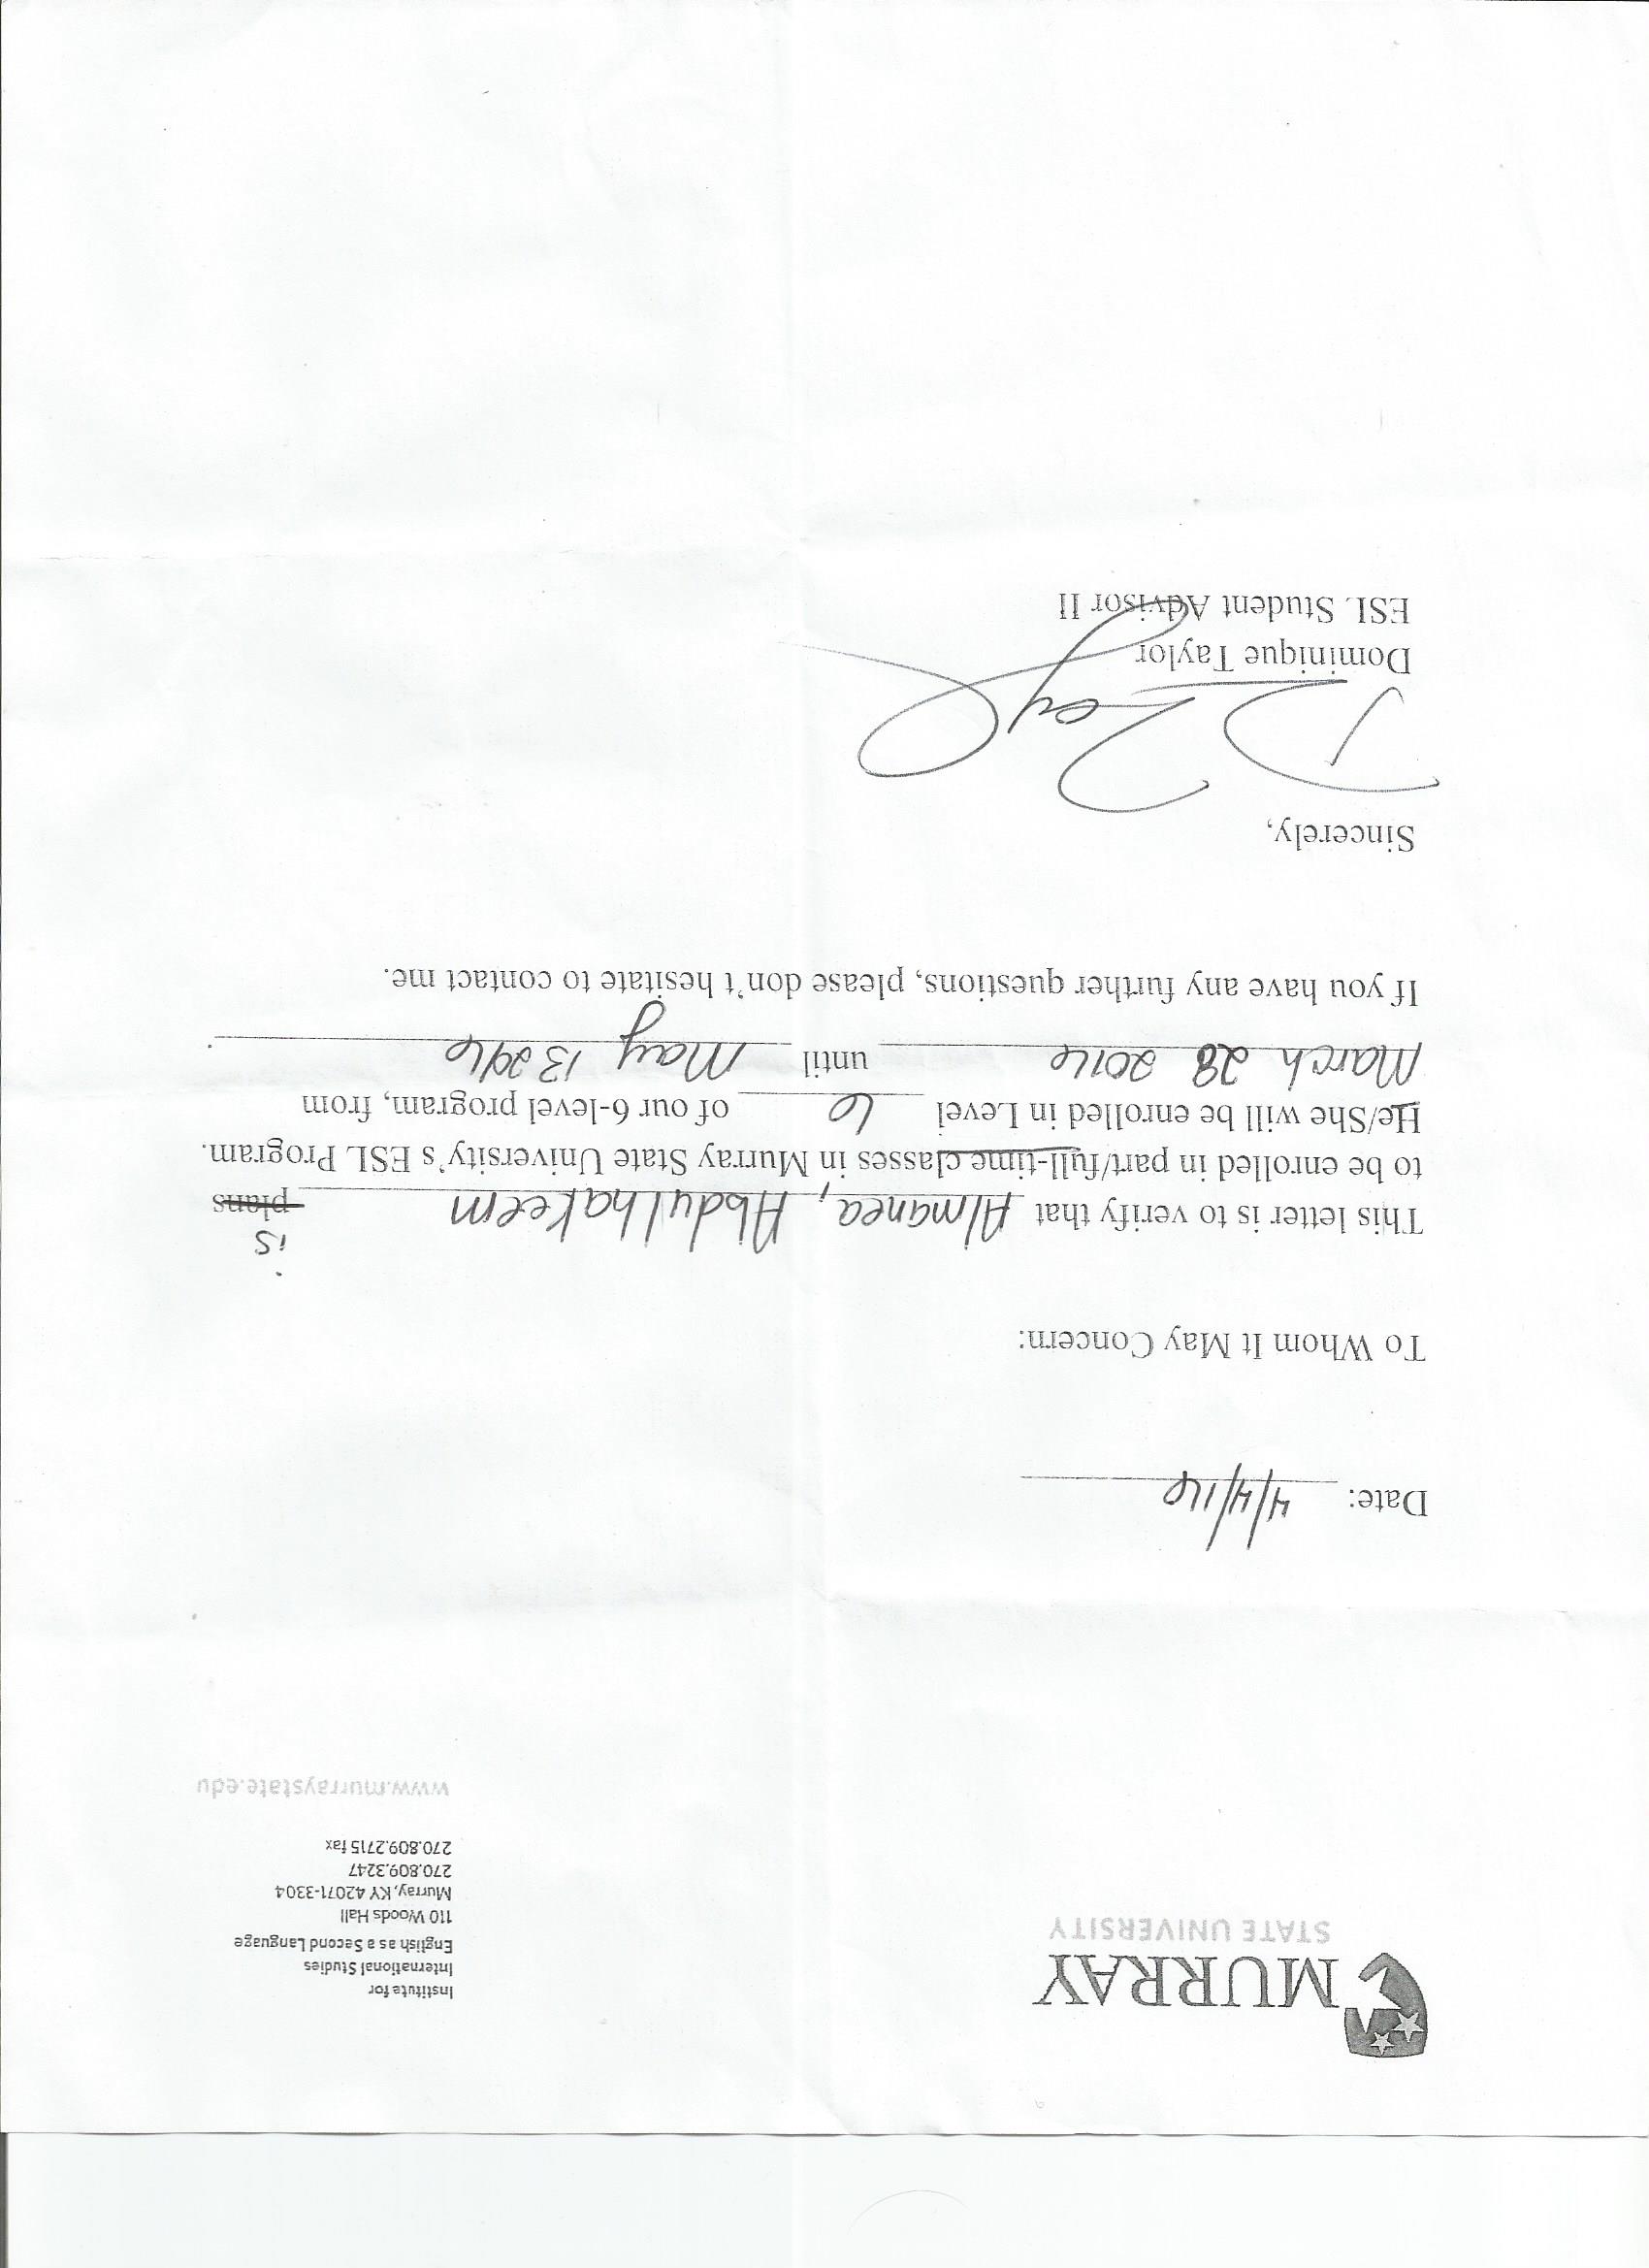 MURRAY
STATE UNIVERSITY
Institute for
International Studies
English as a Second Language
110 Woods Hall
Murray, KY 42071-3304
270.809.3247
270.809.2715 fax
www.murraystate.edu
Date: 4/4/16
To Whom It May Concern:
is
This letter is to verify that Almanea, Abdulhakeem plans
to be enrolled in part/full-time classes in Murray State University's ESL Program.
He/She will be enrolled in Level 6 of our 6-level program, from
March 28 2016 until May 13 2016.
If you have any further questions, please don't hesitate to contact me.
Sincerely,
Dominique Taylor
ESL Student Advisor II